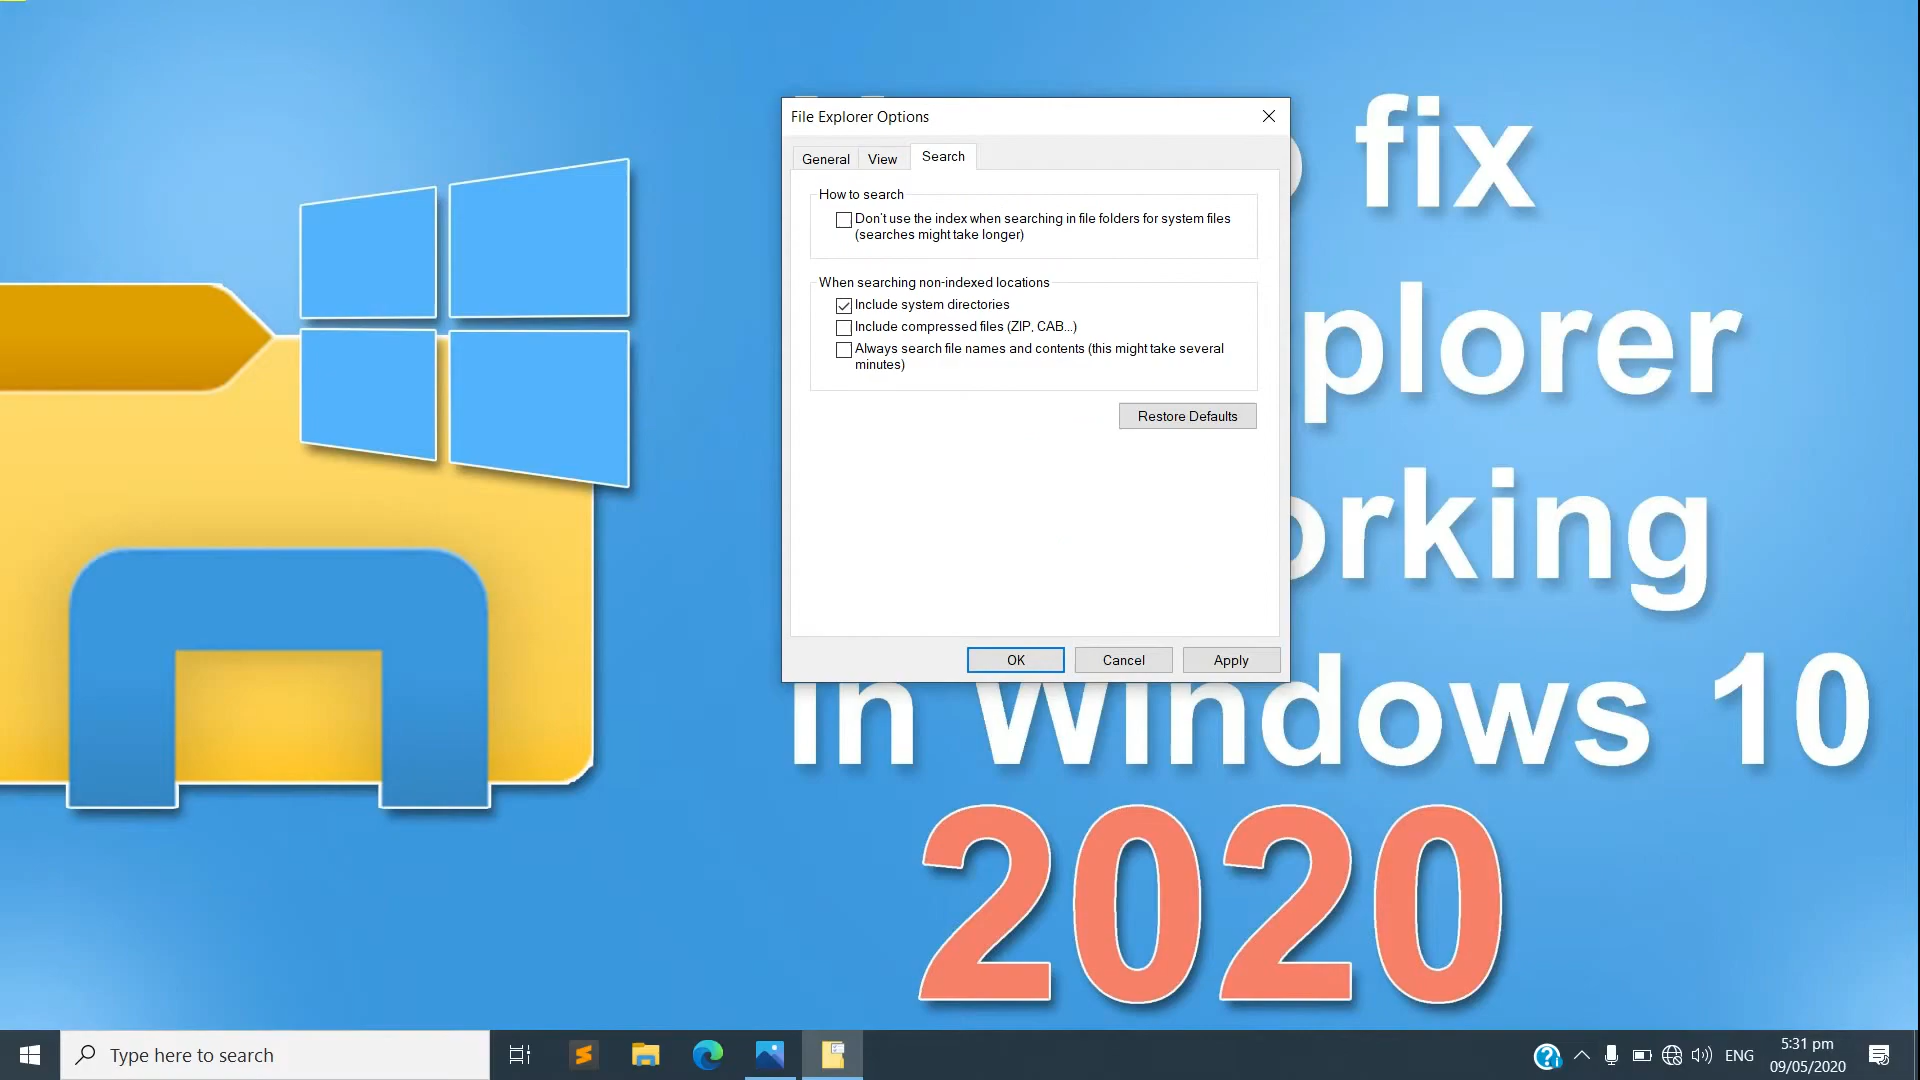 File Explorer Options
General
View
Search
How to search
Don't use the index when searching in file folders for system files
(searches might take longer)
When searching non-indexed locations
Include system directories
Include compressed files (ZIP, CAB...)
Always search file names and contents (this might take several
minutes)
Restore Defaults
OK
Cancel
Apply
fix
plorer
orking
in Windows 10
2020
Type here to search
ENG
5:31 pm
09/05/2020